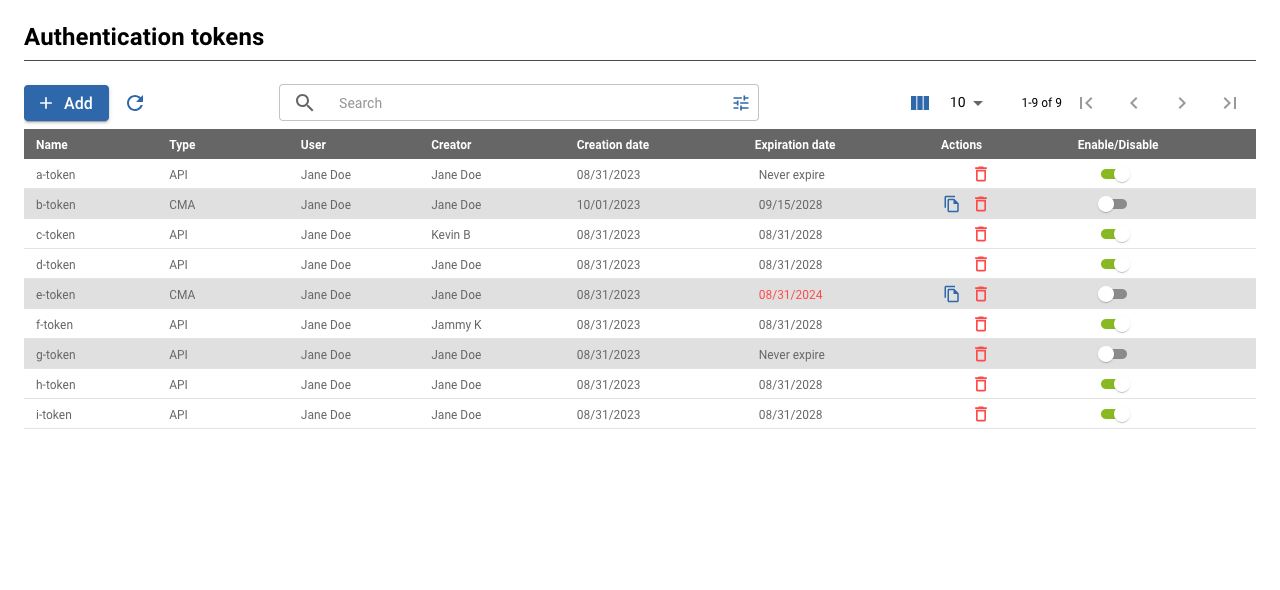 Authentication tokens
Add Search 10 1-9 of 9
Name Type User Creator Creation date Expiration date Actions Enable/Disable
a-token API Jane Doe Jane Doe 08/31/2023 Never expire
b-token CMA Jane Doe Jane Doe 10/01/2023 09/15/2028
c-token API Jane Doe Kevin B 08/31/2023 08/31/2028
d-token API Jane Doe Jane Doe 08/31/2023 08/31/2028
e-token CMA Jane Doe Jane Doe 08/31/2023 08/31/2024
f-token API Jane Doe Jammy K 08/31/2023 08/31/2028
g-token API Jane Doe Jane Doe 08/31/2023 Never expire
h-token API Jane Doe Jane Doe 08/31/2023 08/31/2028
i-token API Jane Doe Jane Doe 08/31/2023 08/31/2028